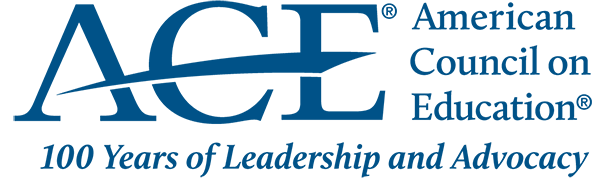 ACE®
American
Council on
Education®
100 Years of Leadership and Advocacy